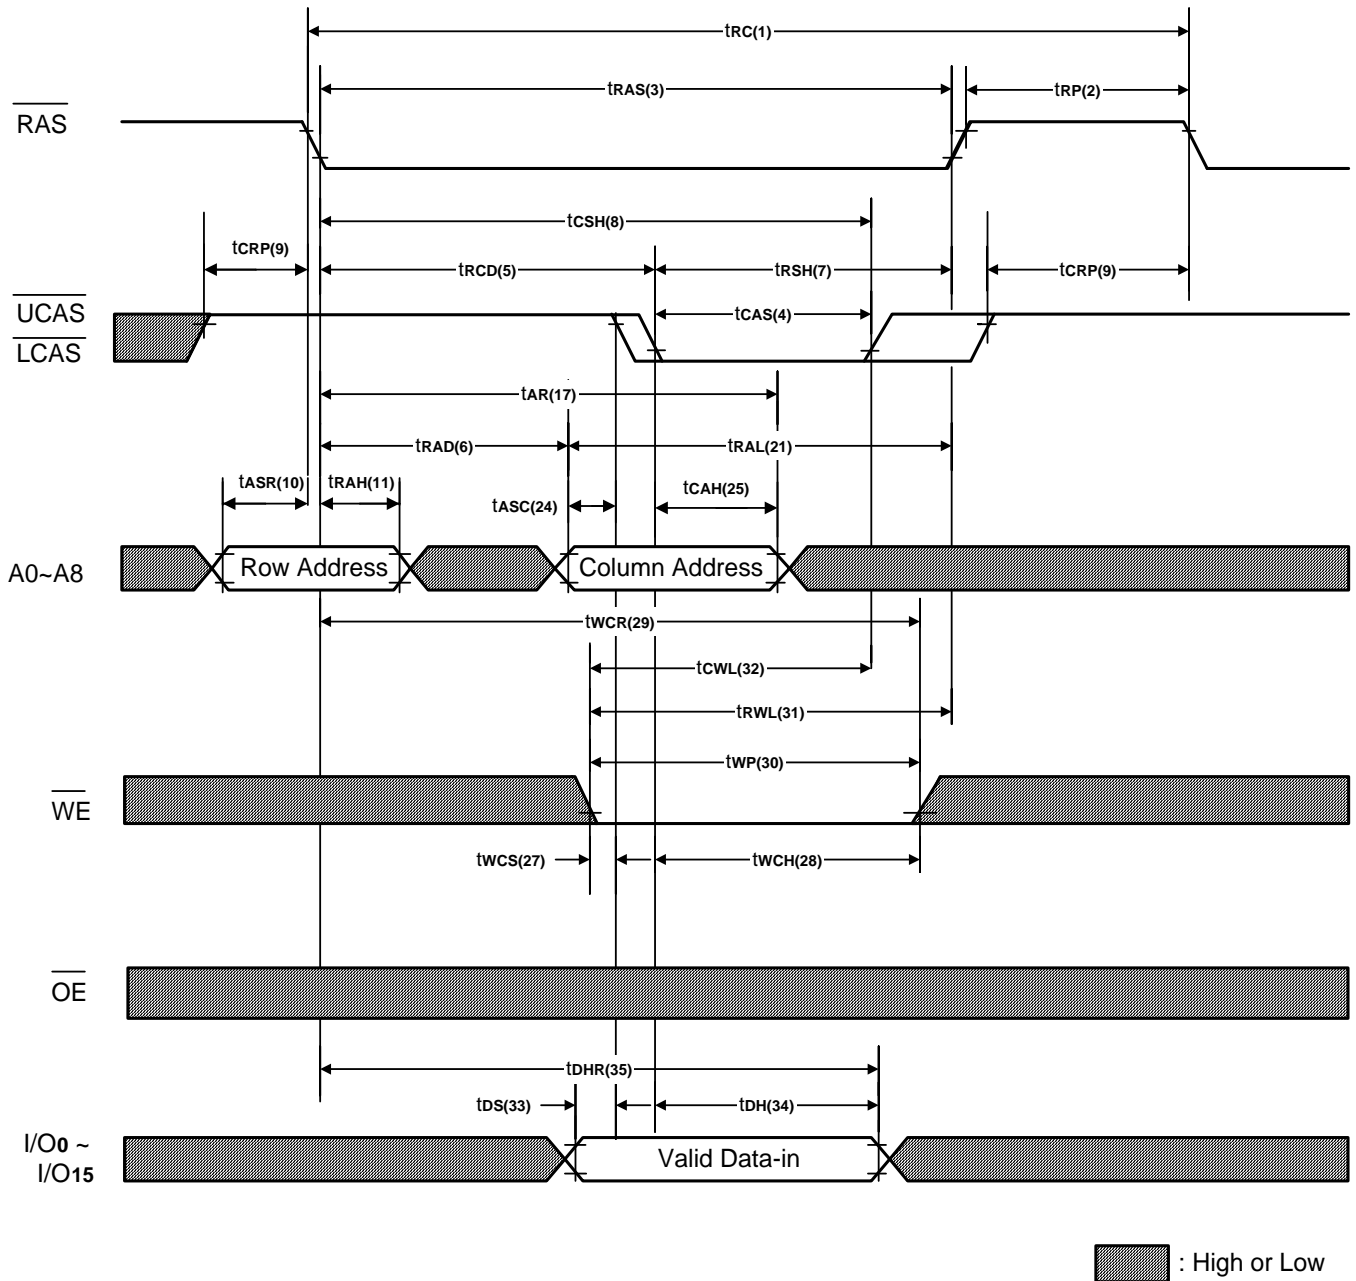 tRC(1)
tRAS(3)
tRP(2)
RAS
tCSH(8)
tCRP(9)
tRCD(5)
tRSH(7)
tCRP(9)
UCAS
tCAS(4)
LCAS
tAR(17)
tRAD(6)
tRAL(21)
tASR(10)
tRAH(11)
tASC(24)
tCAH(25)
A0~A8
Row Address
Column Address
tWCR(29)
tCWL(32)
tRWL(31)
tWP(30)
WE
tWCS(27)
tWCH(28)
OE
tDHR(35)
tDS(33)
tDH(34)
I/O0 ~
I/O15
Valid Data-in
: High or Low